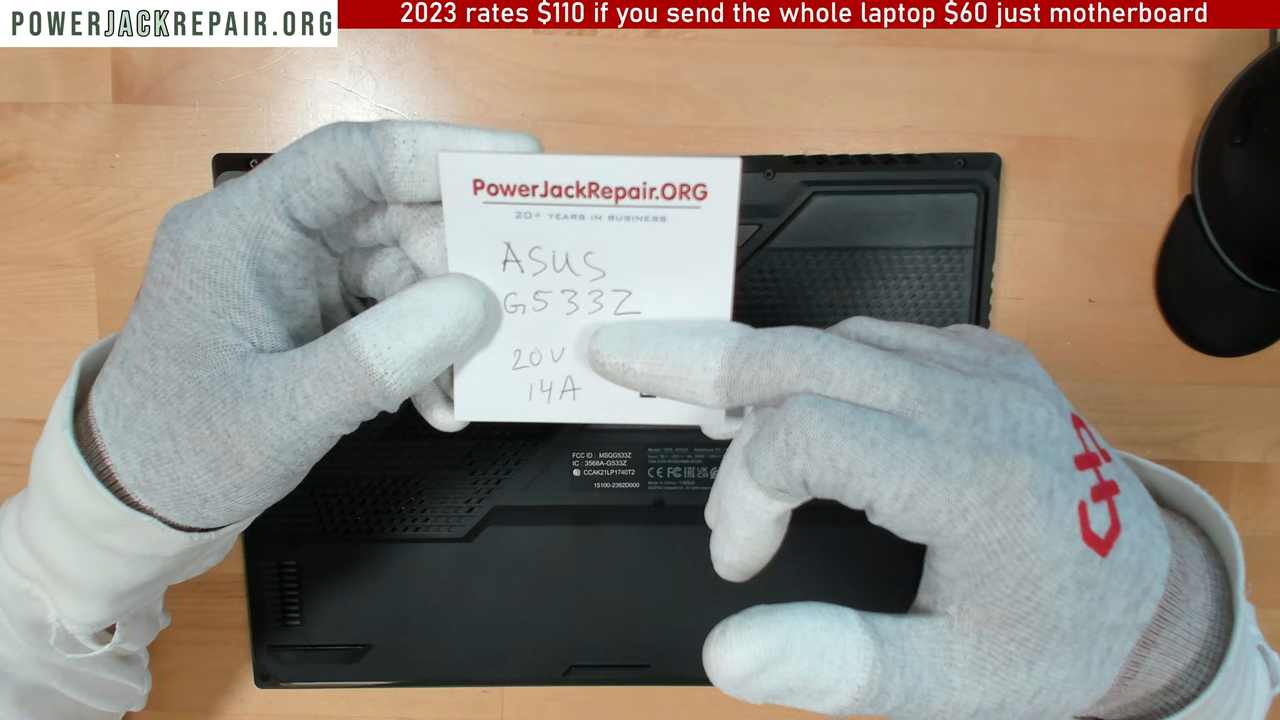 POWERJACKREPAIR.ORG
2023 rates $110 if you send the whole laptop $60 just motherboard
PowerJackRepair.ORG
20+ YEARS IN BUSINESS
ASUS
G533Z
20V
14A
FCC ID : MSQG533Z
IC : 3568A-G533Z
CCAK21LP1740T2
15100-2392D000